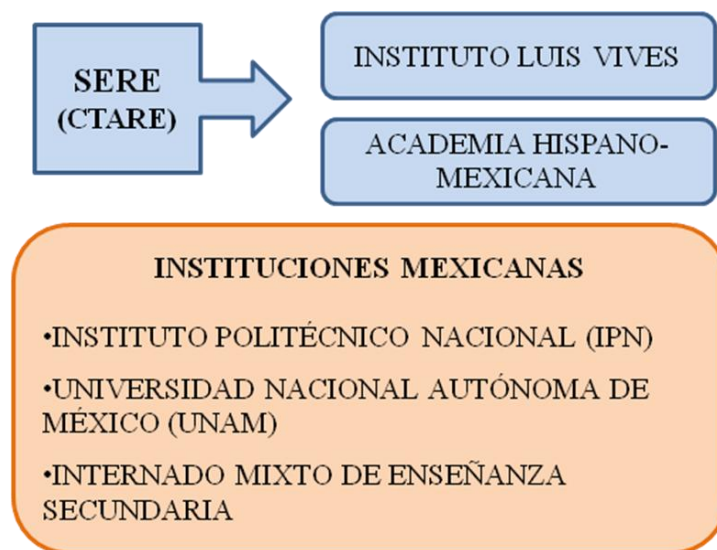 SERE
(CTARE)
INSTITUTO LUIS VIVES
ACADEMIA HISPANO-
MEXICANA
INSTITUCIONES MEXICANAS
•INSTITUTO POLITÉCNICO NACIONAL (IPN)
•UNIVERSIDAD NACIONAL AUTÓNOMA DE
MÉXICO (UNAM)
•INTERNADO MIXTO DE ENSEÑANZA
SECUNDARIA